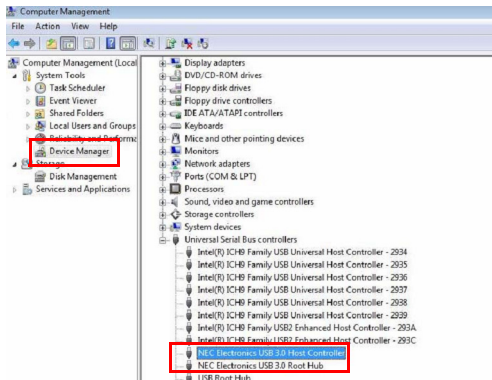 Computer Management
File Action View Help
Computer Management (Local
System Tools
Task Scheduler
Event Viewer
Shared Folders
Local Users and Groups
Reliability and Performa
Device Manager
Storage
Disk Management
Services and Applications
Display adapters
DVD/CD-ROM drives
Floppy disk drives
Floppy drive controllers
IDE ATA/ATAPI controllers
Keyboards
Mice and other pointing devices
Monitors
Network adapters
Ports (COM & LPT)
Processors
Sound, video and game controllers
Storage controllers
System devices
Universal Serial Bus controllers
Intel(R) ICH9 Family USB Universal Host Controller - 2934
Intel(R) ICH9 Family USB Universal Host Controller - 2935
Intel(R) ICH9 Family USB Universal Host Controller - 2936
Intel(R) ICH9 Family USB Universal Host Controller - 2937
Intel(R) ICH9 Family USB Universal Host Controller - 2938
Intel(R) ICH9 Family USB Universal Host Controller - 2939
Intel(R) ICH9 Family USB2 Enhanced Host Controller - 293A
Intel(R) ICH9 Family USB2 Enhanced Host Controller - 293C
NEC Electronics USB 3.0 Host Controller
NEC Electronics USB 3.0 Root Hub
USB Root Hub